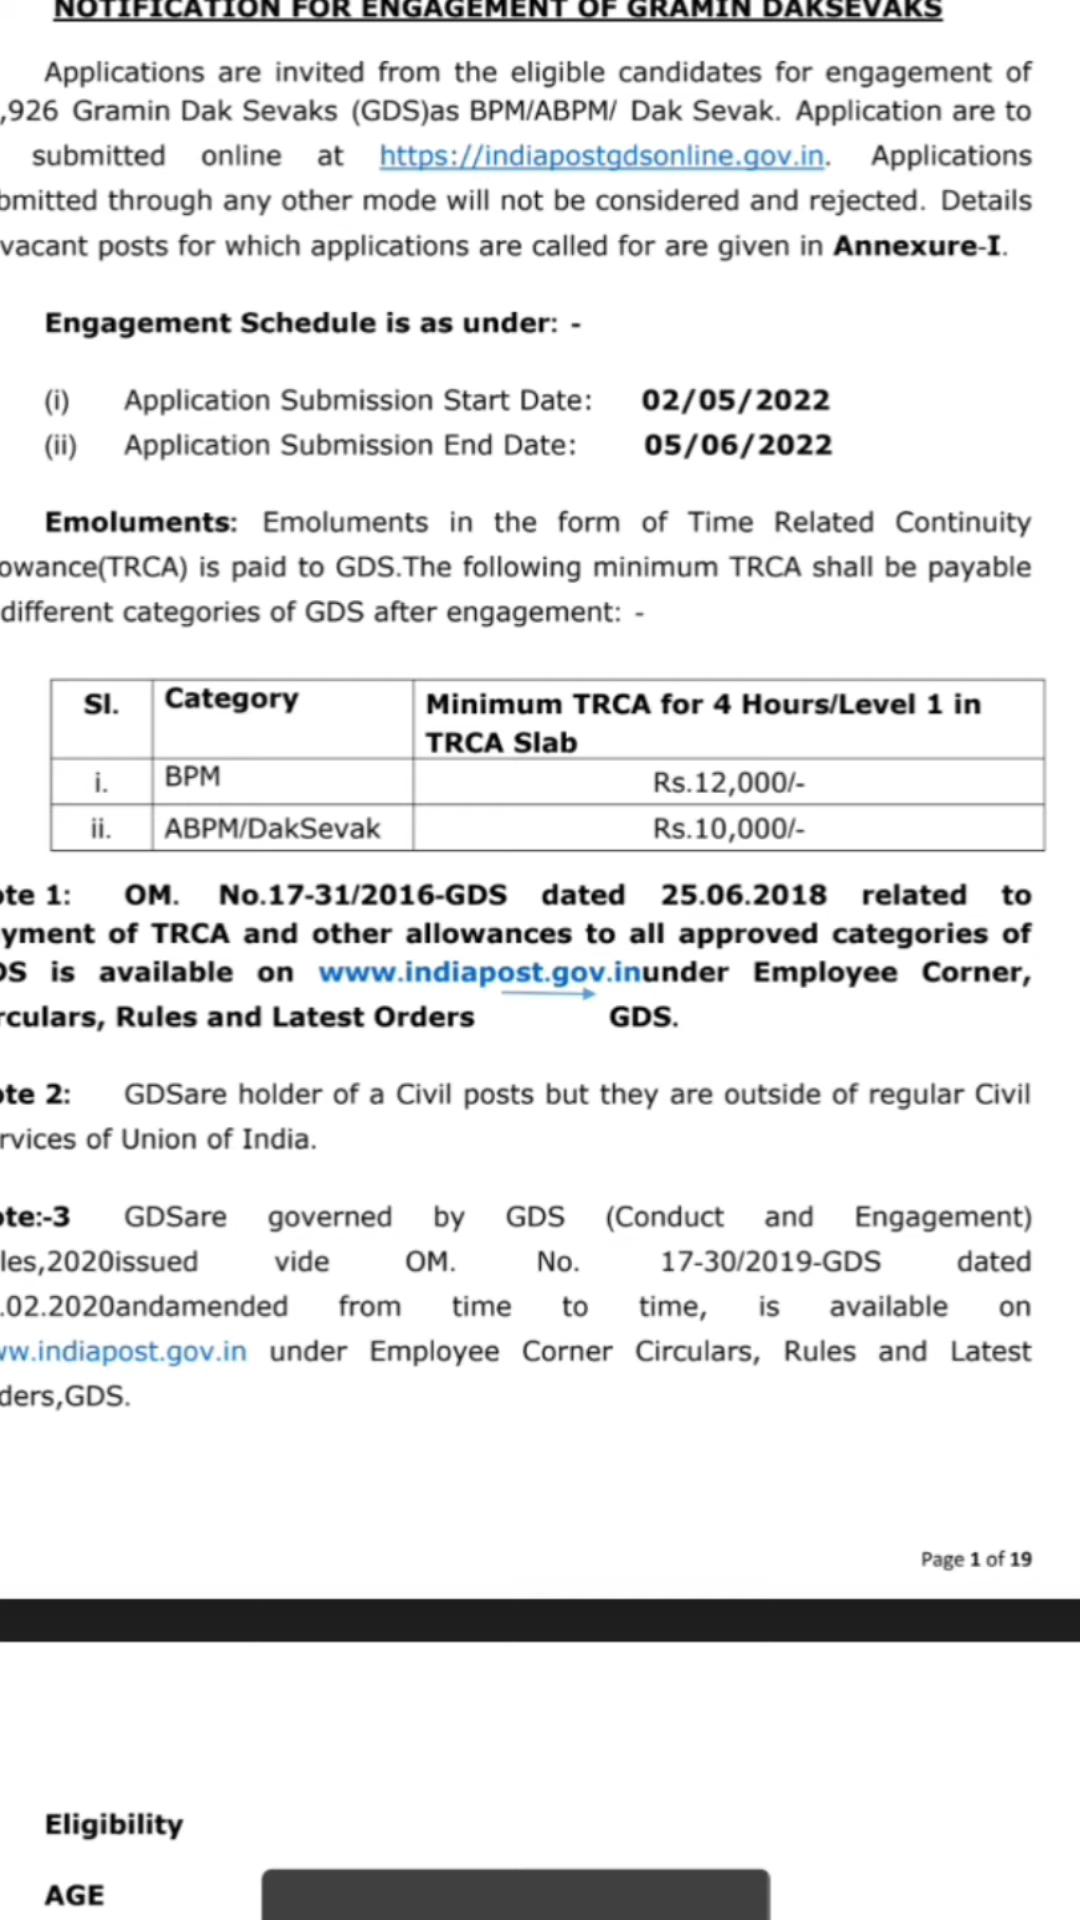 NOTIFICATION FOR ENGAGEMENT OF GRAMIN DAKSEVAKS
Applications are invited from the eligible candidates for engagement of
,926 Gramin Dak Sevaks (GDS)as BPM/ABPM/ Dak Sevak. Application are to
submitted online at https://indiapostgdsonline.gov.in. Applications
bmitted through any other mode will not be considered and rejected. Details
vacant posts for which applications are called for are given in Annexure-I.
Engagement Schedule is as under: -
(i) Application Submission Start Date: 02/05/2022
(ii) Application Submission End Date: 05/06/2022
Emoluments: Emoluments in the form of Time Related Continuity
owance(TRCA) is paid to GDS.The following minimum TRCA shall be payable
different categories of GDS after engagement: -
Sl. Category Minimum TRCA for 4 Hours/Level 1 in
TRCA Slab
i. BPM Rs.12,000/-
ii. ABPM/DakSevak Rs.10,000/-
ote 1: OM. No.17-31/2016-GDS dated 25.06.2018 related to
yment of TRCA and other allowances to all approved categories of
DS is available on www.indiapost.gov.inunder Employee Corner,
rculars, Rules and Latest Orders GDS.
ote 2: GDSare holder of a Civil posts but they are outside of regular Civil
rvices of Union of India.
ote:-3 GDSare governed by GDS (Conduct and Engagement)
les,2020issued vide OM. No. 17-30/2019-GDS dated
.02.2020andamended from time to time, is available on
ww.indiapost.gov.in under Employee Corner Circulars, Rules and Latest
ders,GDS.
Page 1 of 19
Eligibility
AGE